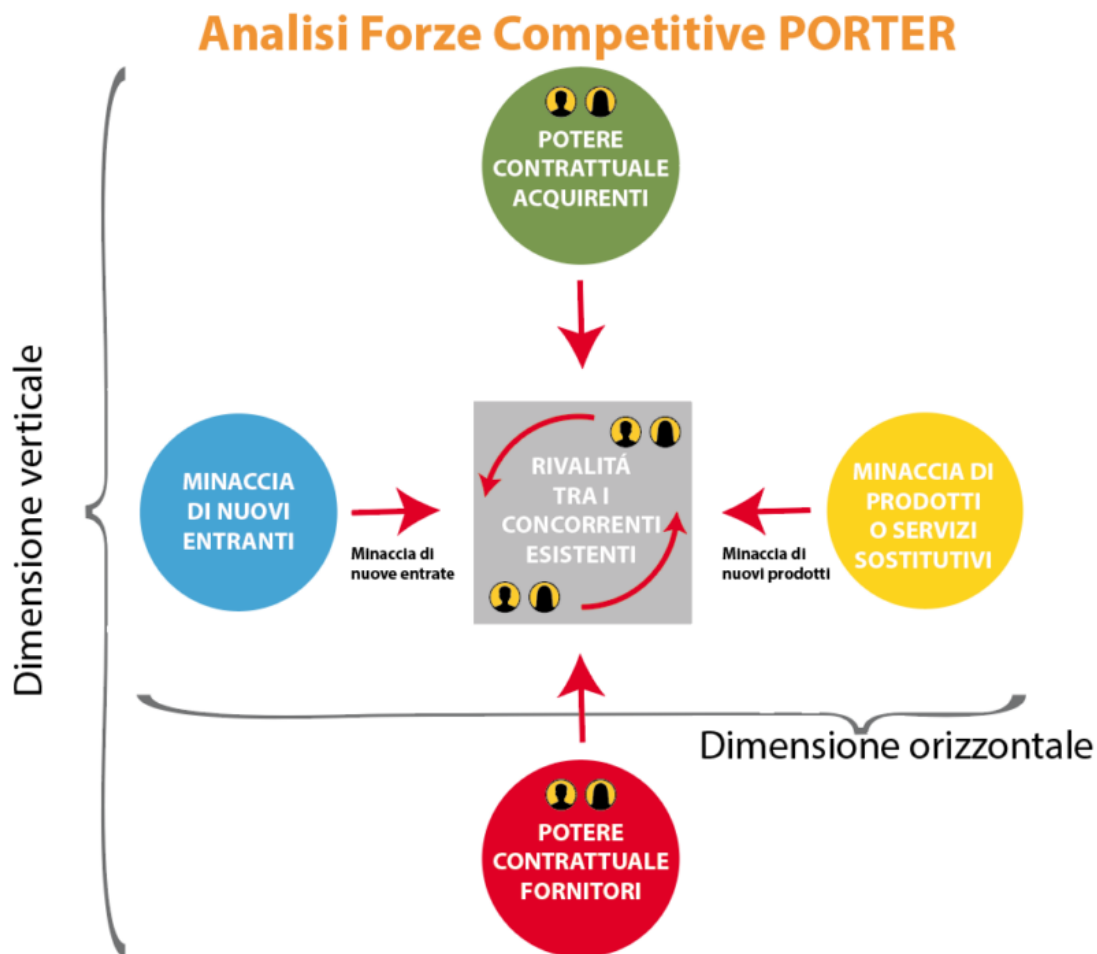 Analisi Forze Competitive PORTER
POTERE
CONTRATTUALE
ACQUIRENTI
Dimensione verticale
MINACCIA
DI NUOVI
ENTRANTI
Minaccia di
nuove entrate
RIVALITÁ
TRA I
CONCORRENTI
ESISTENTI
Minaccia di
nuovi prodotti
MINACCIA DI
PRODOTTI
O SERVIZI
SOSTITUTIVI
Dimensione orizzontale
POTERE
CONTRATTUALE
FORNITORI